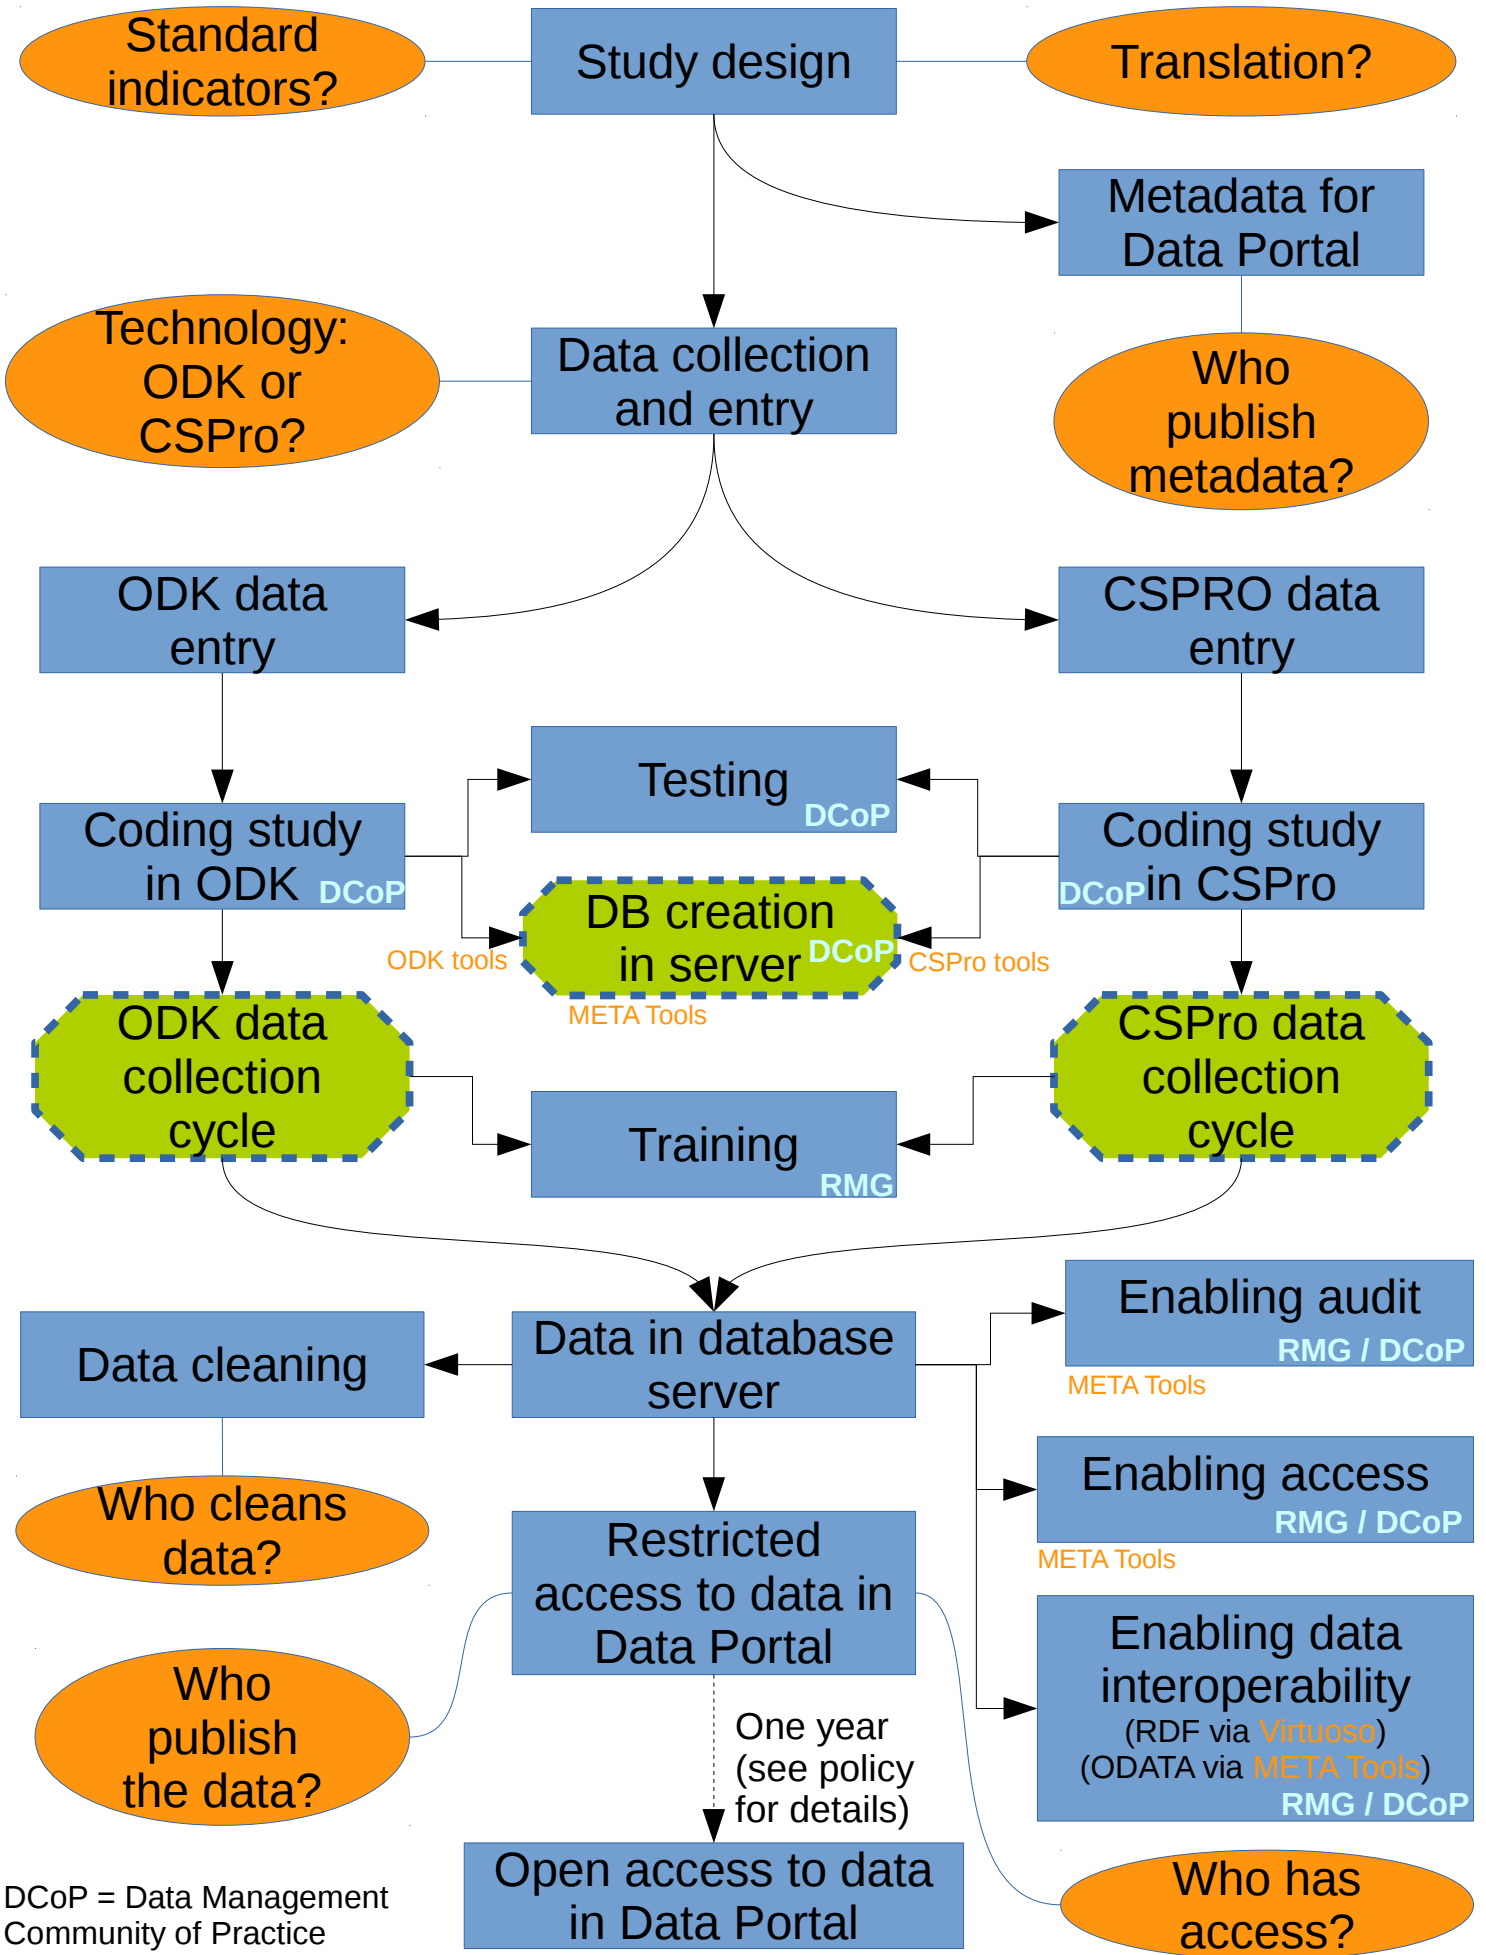 Standard
indicators?
Study design
Translation?
Metadata for
Data Portal
Technology:
ODK or
CSPro?
Data collection
and entry
Who
publish
metadata?
ODK data
entry
CSPRO data
entry
Testing
DCoP
Coding study
in ODK DCoP
Coding study
DCoP in CSPro
DB creation
in server DCoP
ODK tools
CSPro tools
META Tools
ODK data
collection
cycle
CSPro data
collection
cycle
Training
RMG
Enabling audit
RMG / DCoP
META Tools
Data cleaning
Data in database
server
Enabling access
RMG / DCoP
META Tools
Who cleans
data?
Restricted
access to data in
Data Portal
Enabling data
interoperability
(RDF via Virtuoso)
(ODATA via META Tools)
RMG / DCoP
Who
publish
the data?
One year
(see policy
for details)
Open access to data
in Data Portal
Who has
access?
DCoP = Data Management
Community of Practice